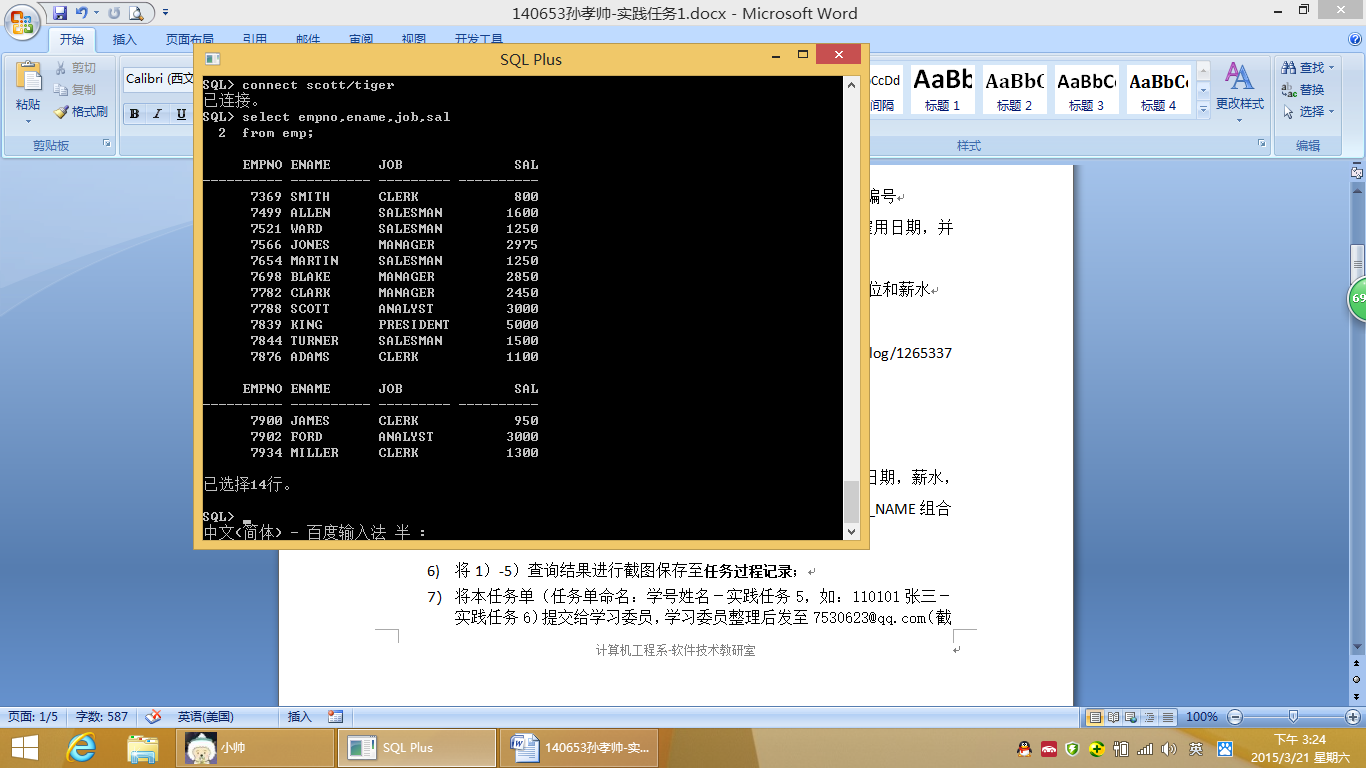 140653孙孝帅-实践任务1.docx - Microsoft Word
开始 插入 页面布局 引用 邮件 审阅 视图 开发工具
剪切
复制
格式刷
粘贴
剪贴板
Calibri (西文
B I U
AaBb AaBbC AaBbC AaBbC
间隔 标题 1 标题 2 标题 3 标题 4
更改样式
样式
查找
替换
选择
编辑
SQL Plus
SQL> connect scott/tiger
已连接。
SQL> select empno,ename,job,sal
2 from emp;
EMPNO ENAME JOB SAL
---------- ---------- --------- ----------
7369 SMITH CLERK 800
7499 ALLEN SALESMAN 1600
7521 WARD SALESMAN 1250
7566 JONES MANAGER 2975
7654 MARTIN SALESMAN 1250
7698 BLAKE MANAGER 2850
7782 CLARK MANAGER 2450
7788 SCOTT ANALYST 3000
7839 KING PRESIDENT 5000
7844 TURNER SALESMAN 1500
7876 ADAMS CLERK 1100
EMPNO ENAME JOB SAL
---------- ---------- --------- ----------
7900 JAMES CLERK 950
7902 FORD ANALYST 3000
7934 MILLER CLERK 1300
已选择14行。
SQL>
中文(简体) - 百度输入法 半 :
编号
用日期，并
位和薪水
log/1265337
日期，薪水，
_NAME 组合
69
6) 将 1）-5）查询结果进行截图保存至任务过程记录；
7) 将本任务单（任务单命名：学号姓名－实践任务 5，如：110101 张三－
实践任务 6）提交给学习委员，学习委员整理后发至 7530623@qq.com(截
计算机工程系-软件技术教研室
页面: 1/5 字数: 587 英语(美国) 插入 100%
小帅 SQL Plus 140653孙孝帅-实... 英 下午 3:24
2015/3/21 星期六